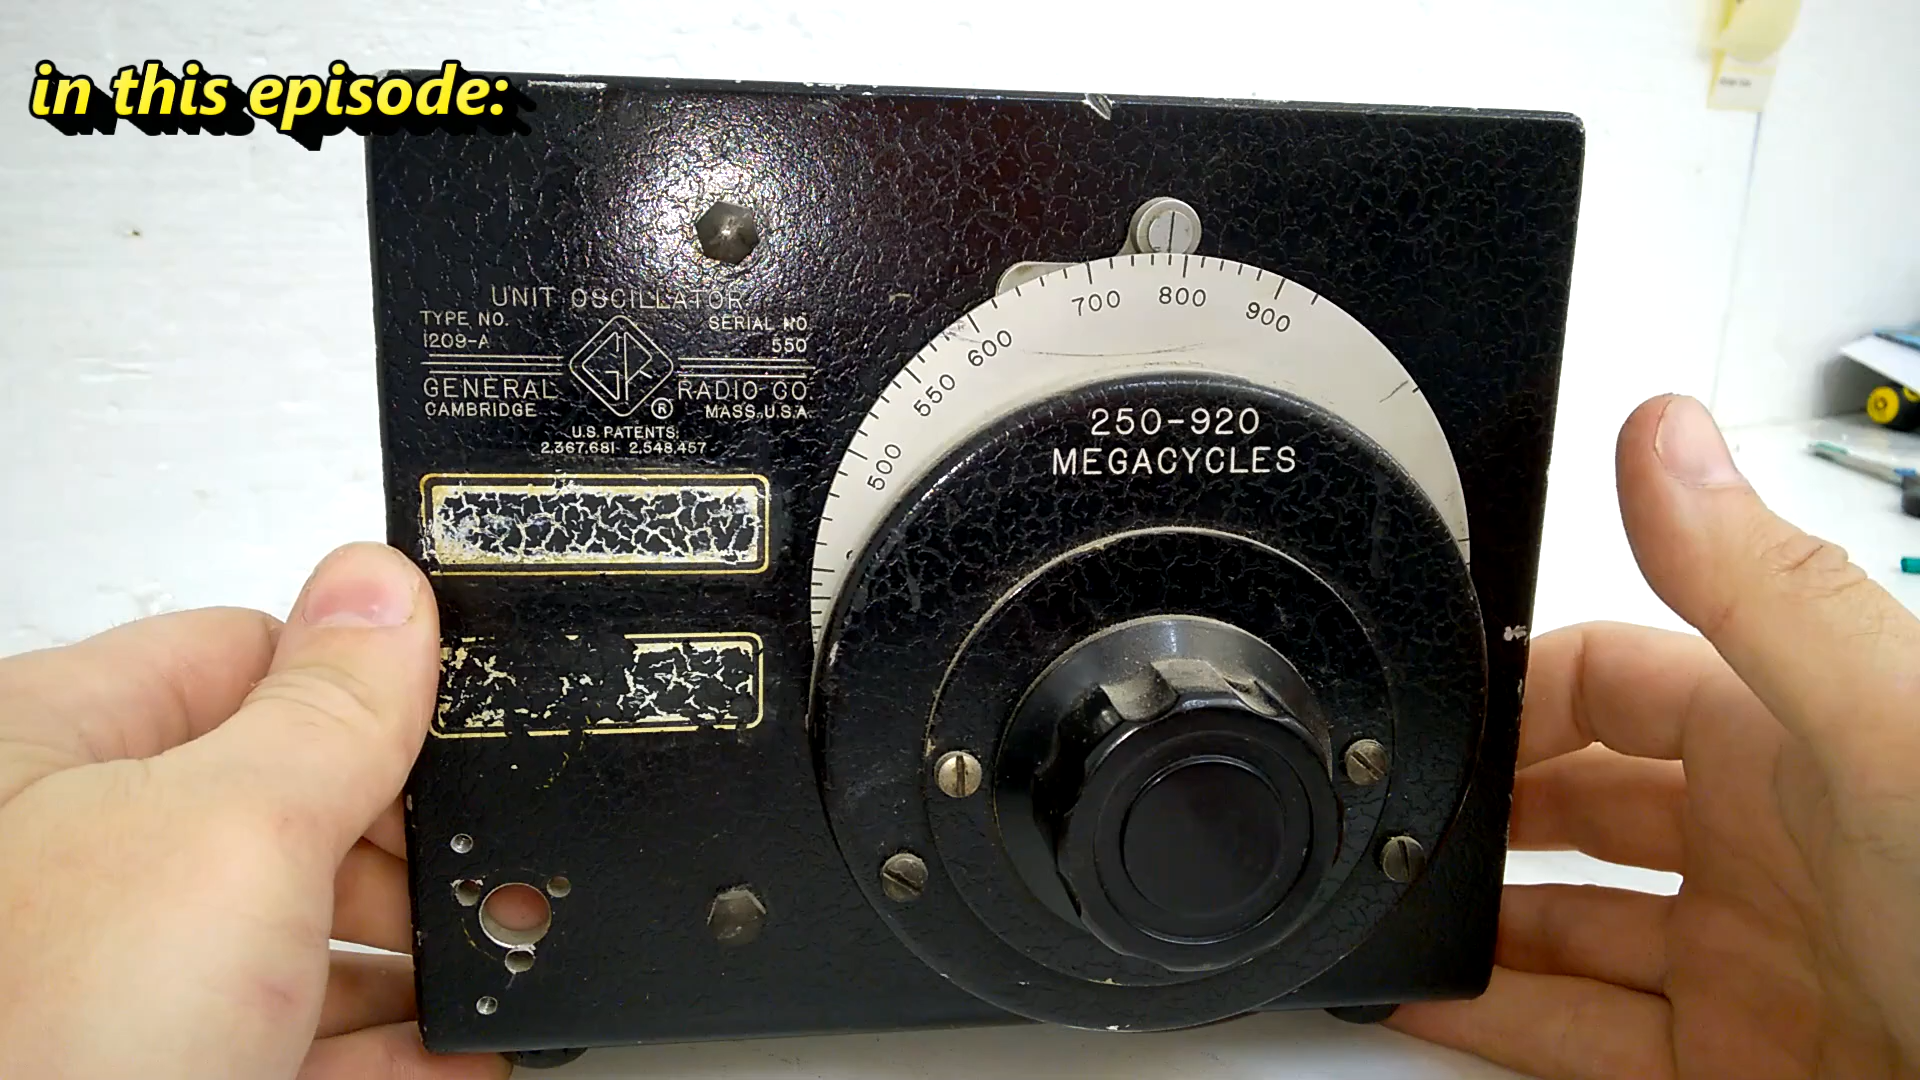 in this episode:
UNIT OSCILLATOR
TYPE NO. SERIAL NO
1209-A 550
GENERAL GR RADIO CO.
CAMBRIDGE ® MASS. U.S.A.
U.S. PATENTS:
2,367,681- 2,548,457
500 550 600 700 800 900
250-920
MEGACYCLES